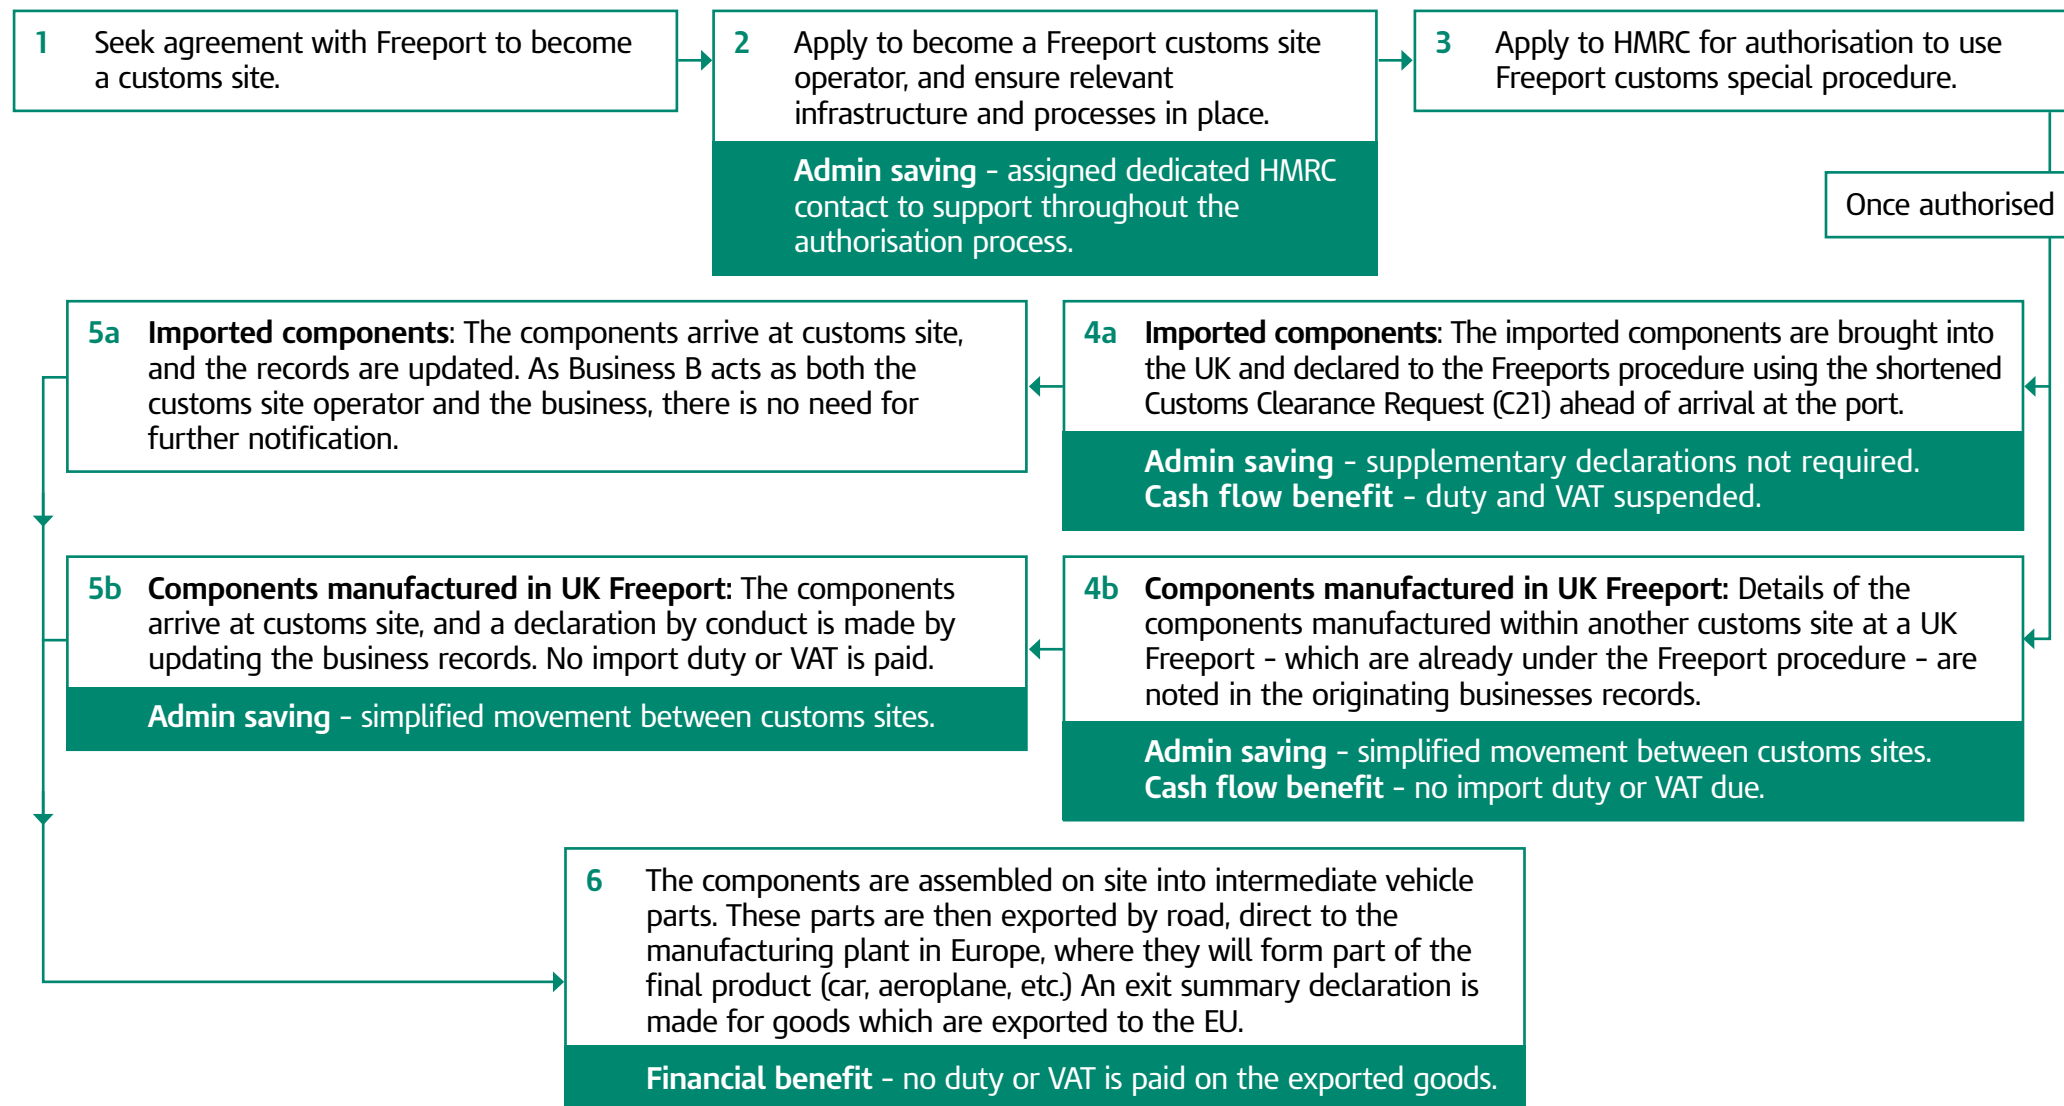 1 Seek agreement with Freeport to become
a customs site.
2 Apply to become a Freeport customs site
operator, and ensure relevant
infrastructure and processes in place.
Admin saving – assigned dedicated HMRC
contact to support throughout the
authorisation process.
3 Apply to HMRC for authorisation to use
Freeport customs special procedure.
Once authorised
4a Imported components: The imported components are brought into
the UK and declared to the Freeports procedure using the shortened
Customs Clearance Request (C21) ahead of arrival at the port.
Admin saving – supplementary declarations not required.
Cash flow benefit – duty and VAT suspended.
5a Imported components: The components arrive at customs site,
and the records are updated. As Business B acts as both the
customs site operator and the business, there is no need for
further notification.
4b Components manufactured in UK Freeport: Details of the
components manufactured within another customs site at a UK
Freeport – which are already under the Freeport procedure – are
noted in the originating businesses records.
Admin saving – simplified movement between customs sites.
Cash flow benefit – no import duty or VAT due.
5b Components manufactured in UK Freeport: The components
arrive at customs site, and a declaration by conduct is made by
updating the business records. No import duty or VAT is paid.
Admin saving – simplified movement between customs sites.
6 The components are assembled on site into intermediate vehicle
parts. These parts are then exported by road, direct to the
manufacturing plant in Europe, where they will form part of the
final product (car, aeroplane, etc.) An exit summary declaration is
made for goods which are exported to the EU.
Financial benefit – no duty or VAT is paid on the exported goods.